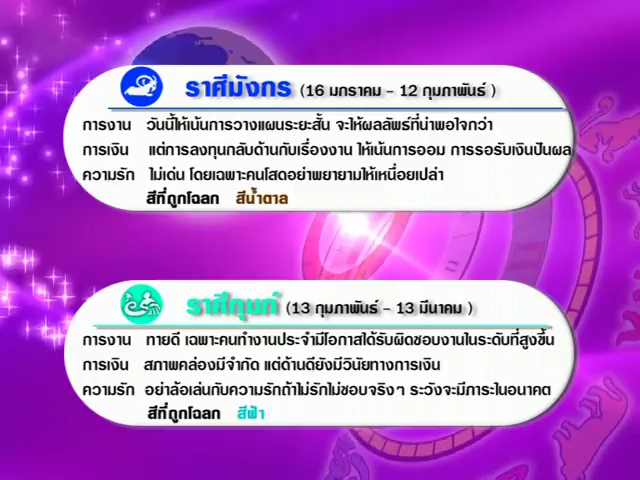 ราศีมังกร (16 มกราคม - 12 กุมภาพันธ์ )
การงาน วันนี้ให้เน้นการวางแผนระยะสั้น จะให้ผลลัพธ์ที่น่าพอใจกว่า
การเงิน แต่การลงทุนกลับด้านกับเรื่องงาน ให้เน้นการออม การรอรับเงินปันผล
ความรัก ไม่เด่น โดยเฉพาะคนโสดอย่าพยายามให้เหนื่อยเปล่า
สีที่ถูกโฉลก สีน้ำตาล
ราศีกุมภ์ (13 กุมภาพันธ์ - 13 มีนาคม )
การงาน ทายดี เฉพาะคนทำงานประจำมีโอกาสได้รับผิดชอบงานในระดับที่สูงขึ้น
การเงิน สภาพคล่องมีจำกัด แต่ด้านดียังมีวินัยทางการเงิน
ความรัก อย่าล้อเล่นกับความรักถ้าไม่รักไม่ชอบจริงๆ ระวังจะมีภาระในอนาคต
สีที่ถูกโฉลก สีฟ้า